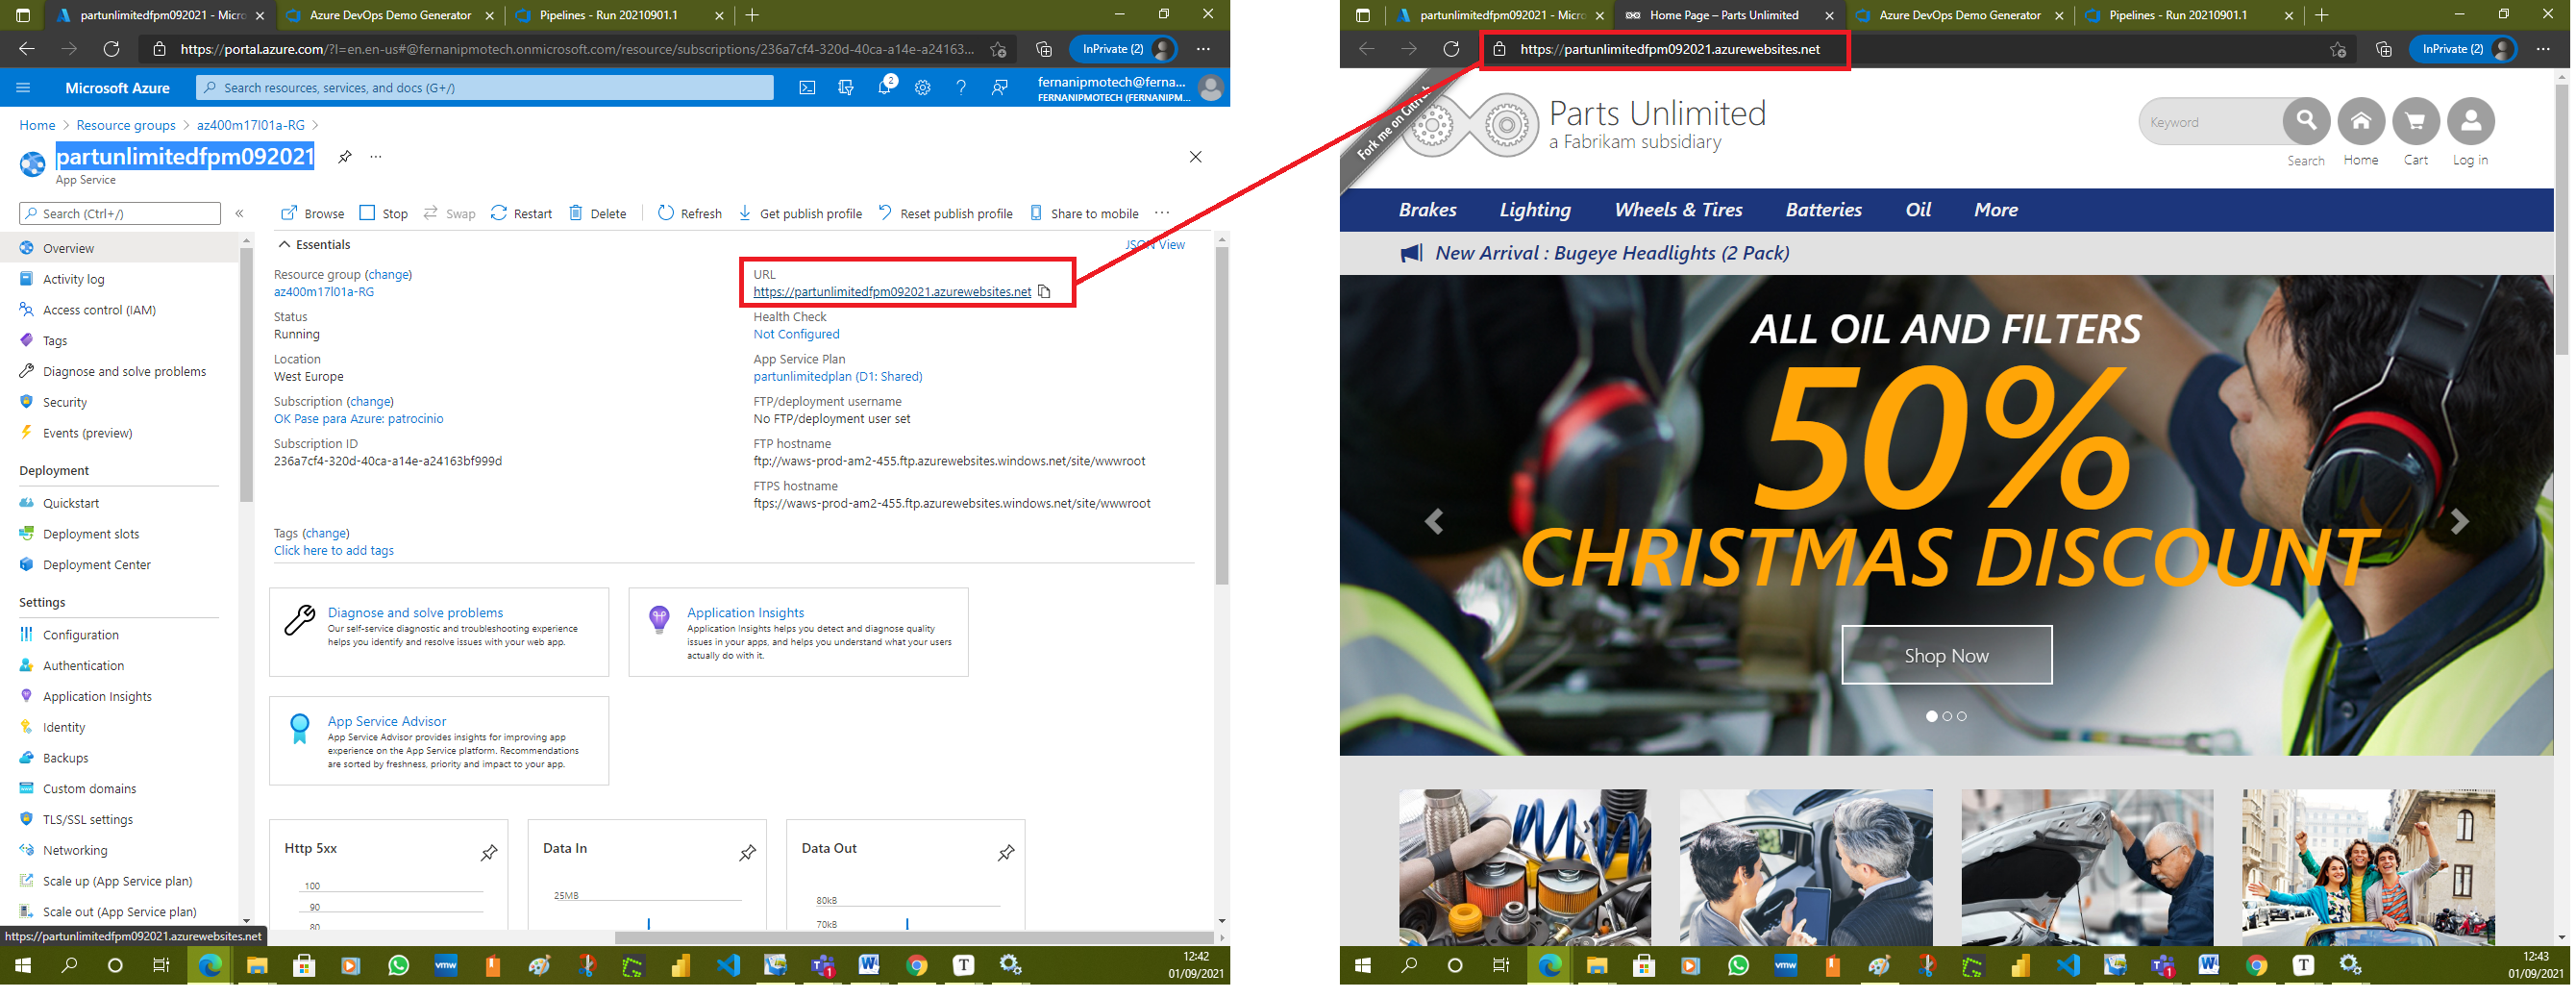 partunlimitedfpm092021 - Micro
Azure DevOps Demo Generator
Pipelines - Run 20210901.1
https://portal.azure.com/?l=en.en-us#@fernanipmotech.onmicrosoft.com/resource/subscriptions/236a7cf4-320d-40ca-a14e-a24163...
InPrivate (2)
Microsoft Azure
Search resources, services, and docs (G+/)
2
fernanipmotech@ferna...
FERNANIPMOTECH (FERNANIPM...
Home > Resource groups > az400m17l01a-RG >
partunlimitedfpm092021
App Service
Search (Ctrl+/)
Browse
Stop
Swap
Restart
Delete
Refresh
Get publish profile
Reset publish profile
Share to mobile
Overview
Activity log
Access control (IAM)
Tags
Diagnose and solve problems
Security
Events (preview)
Deployment
Quickstart
Deployment slots
Deployment Center
Settings
Configuration
Authentication
Application Insights
Identity
Backups
Custom domains
TLS/SSL settings
Networking
Scale up (App Service plan)
Scale out (App Service plan)
https://partunlimitedfpm092021.azurewebsites.net
Essentials
JSON View
Resource group (change)
az400m17l01a-RG
Status
Running
Location
West Europe
Subscription (change)
OK Pase para Azure: patrocinio
Subscription ID
236a7cf4-320d-40ca-a14e-a24163bf999d
URL
https://partunlimitedfpm092021.azurewebsites.net
Health Check
Not Configured
App Service Plan
partunlimitedplan (D1: Shared)
FTP/deployment username
No FTP/deployment user set
FTP hostname
ftp://waws-prod-am2-455.ftp.azurewebsites.windows.net/site/wwwroot
FTPS hostname
ftps://waws-prod-am2-455.ftp.azurewebsites.windows.net/site/wwwroot
Tags (change)
Click here to add tags
Diagnose and solve problems
Our self-service diagnostic and troubleshooting experience
helps you identify and resolve issues with your web app.
Application Insights
Application Insights helps you detect and diagnose quality
issues in your apps, and helps you understand what your users
actually do with it.
App Service Advisor
App Service Advisor provides insights for improving app
experience on the App Service platform. Recommendations
are sorted by freshness, priority and impact to your app.
Http 5xx
100
90
80
Data In
25MB
Data Out
80kB
70kB
vmw
1
W
T
12:42
01/09/2021
partunlimitedfpm092021 - Micro
Home Page – Parts Unlimited
Azure DevOps Demo Generator
Pipelines - Run 20210901.1
https://partunlimitedfpm092021.azurewebsites.net
InPrivate (2)
Fork me on GitHub
Parts Unlimited
a Fabrikam subsidiary
Keyword
Search
Home
Cart
Log in
Brakes
Lighting
Wheels & Tires
Batteries
Oil
More
New Arrival : Bugeye Headlights (2 Pack)
ALL OIL AND FILTERS
50%
CHRISTMAS DISCOUNT
Shop Now
vmw
1
W
T
12:43
01/09/2021